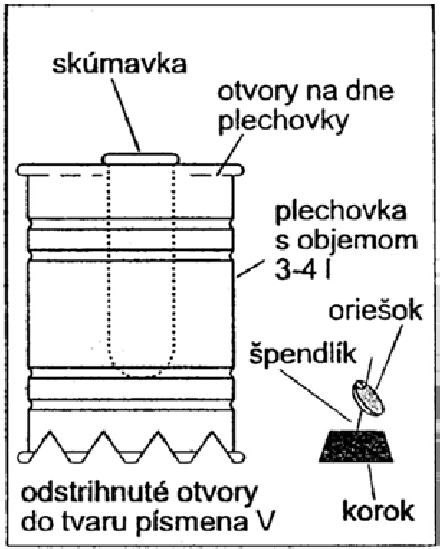 skúmavka
otvory na dne
plechovky
plechovka
s objemom
3-4 l
oriešok
špendlík
odstrihnuté otvory
do tvaru písmena V
korok